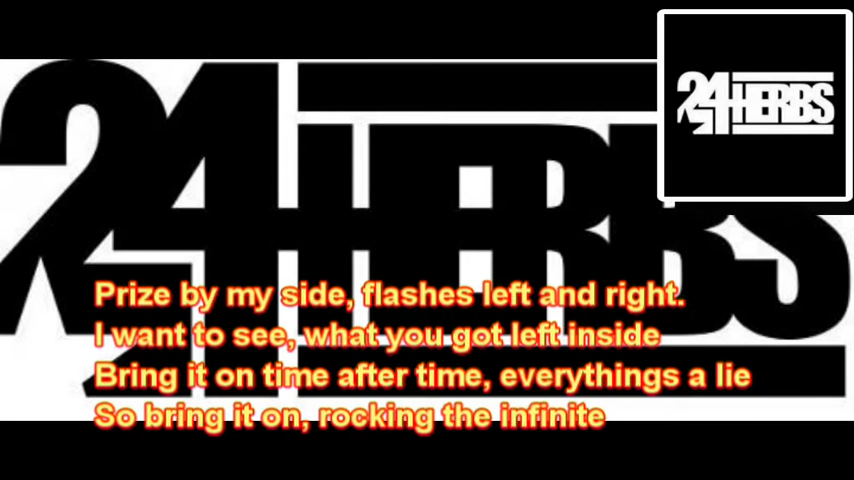 24HERBS
24HERBS
Prize by my side, flashes left and right.
I want to see, what you got left inside
Bring it on time after time, everythings a lie
So bring it on, rocking the infinite